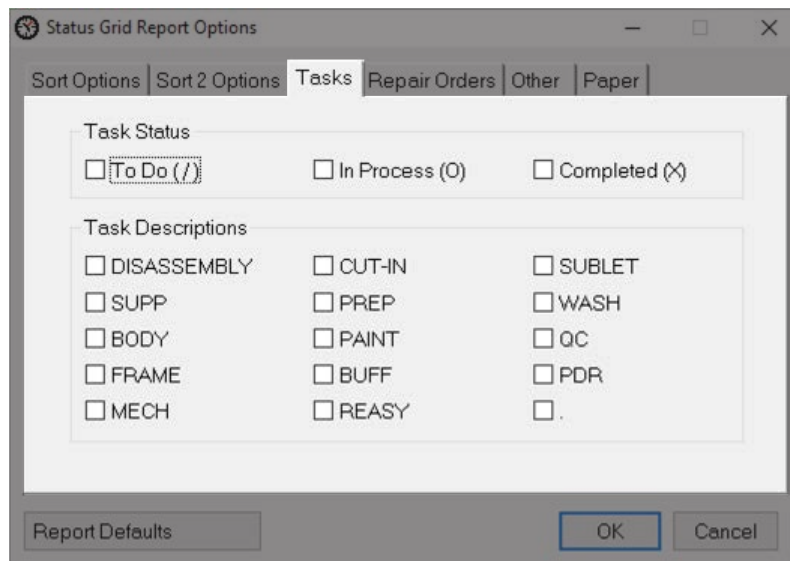 Status Grid Report Options
Sort Options Sort 2 Options Tasks Repair Orders Other Paper
Task Status
To Do (/) In Process (O) Completed (X)
Task Descriptions
DISASSEMBLY CUT-IN SUBLET
SUPP PREP WASH
BODY PAINT QC
FRAME BUFF PDR
MECH REASY .
Report Defaults OK Cancel